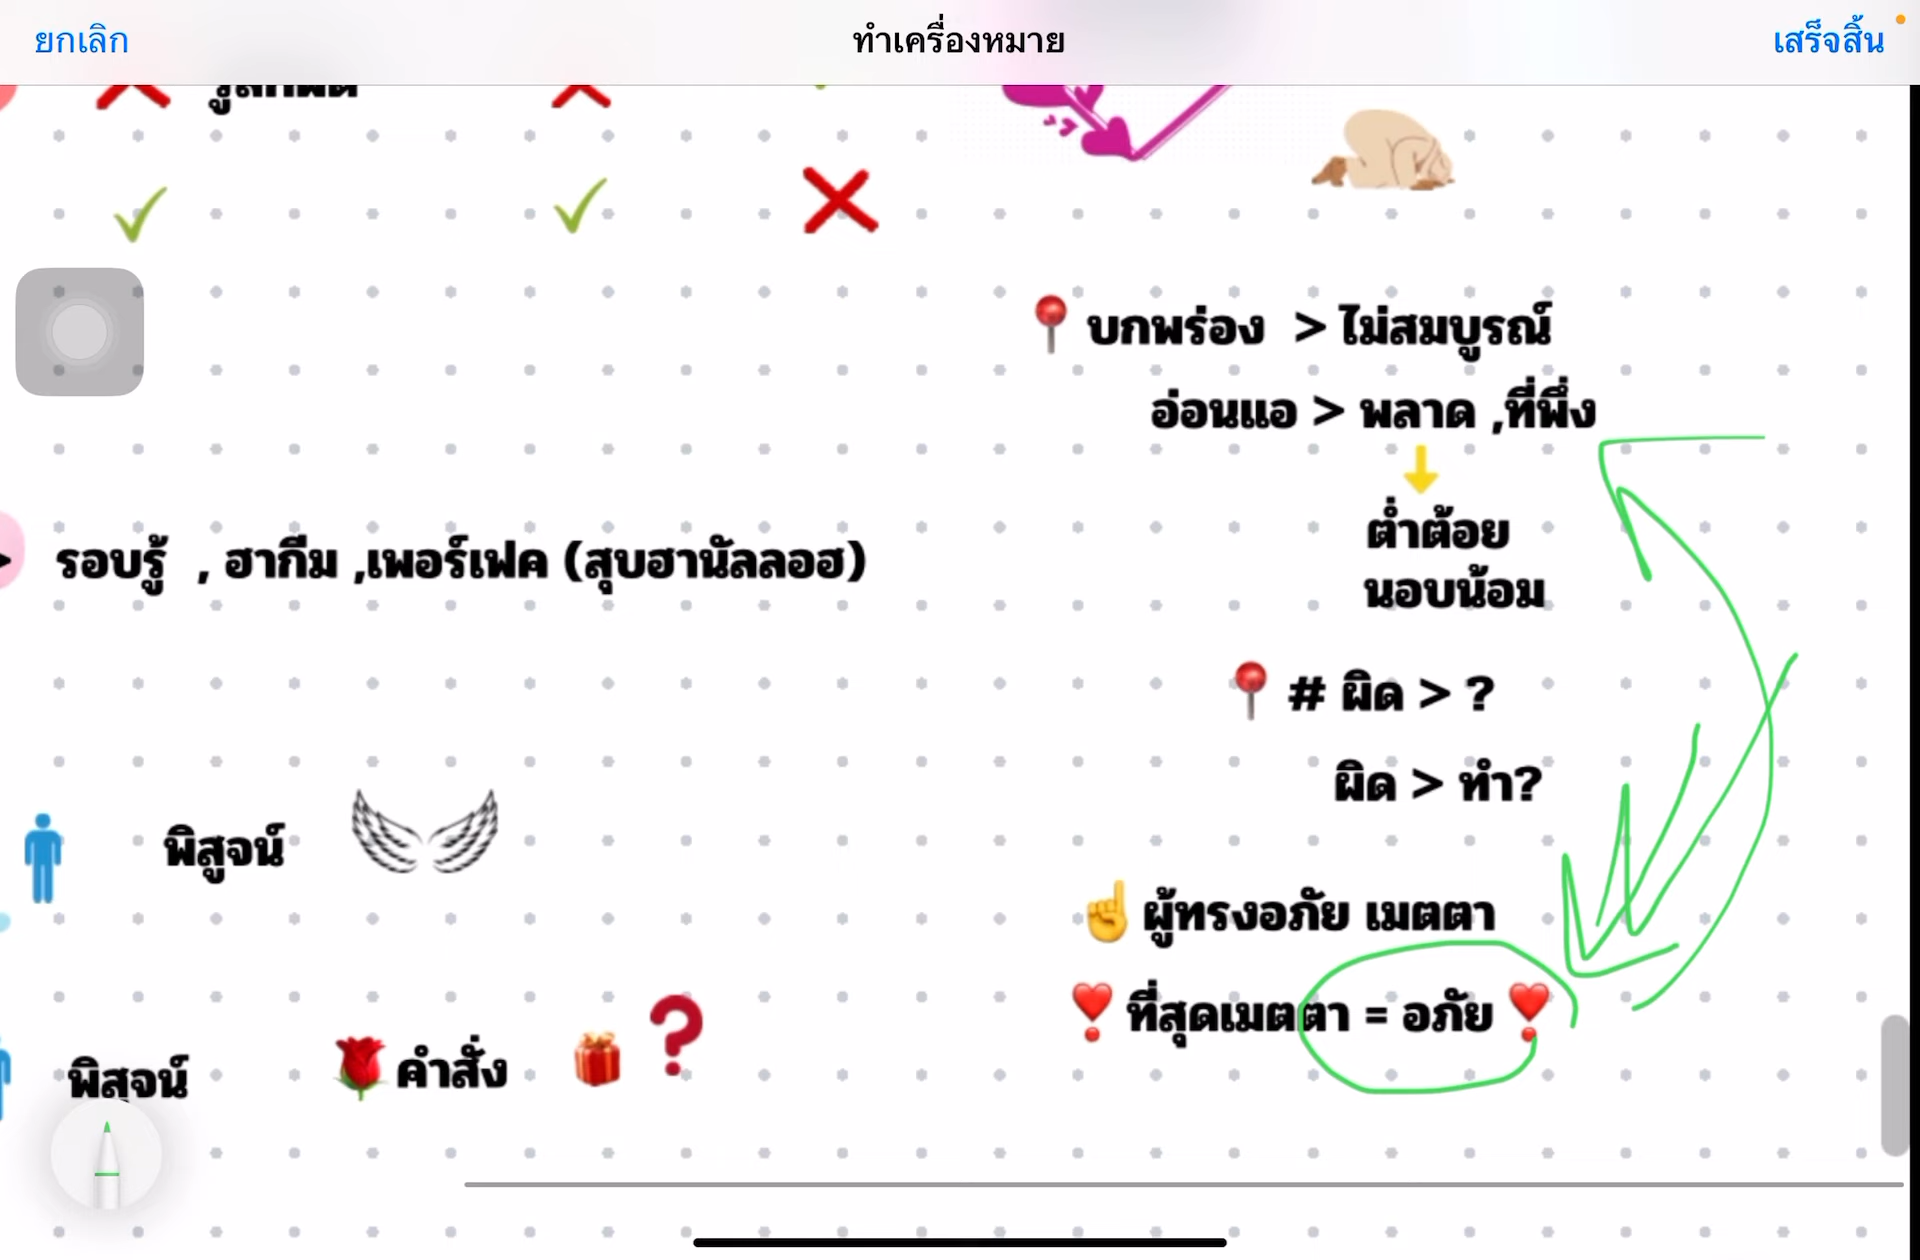 ยกเลิก
ทำเครื่องหมาย
เสร็จสิ้น
รู้สึกผิด
บกพร่อง > ไม่สมบูรณ์
อ่อนแอ > พลาด ,ที่พึ่ง
ต่ำต้อย
นอบน้อม
รอบรู้ , ฮากีม ,เพอร์เฟค (สุบฮานัลลอฮ)
# ผิด > ?
ผิด > ทำ?
พิสูจน์
ผู้ทรงอภัย เมตตา
ที่สุดเมตตา = อภัย
พิสูจน์
คำสั่ง